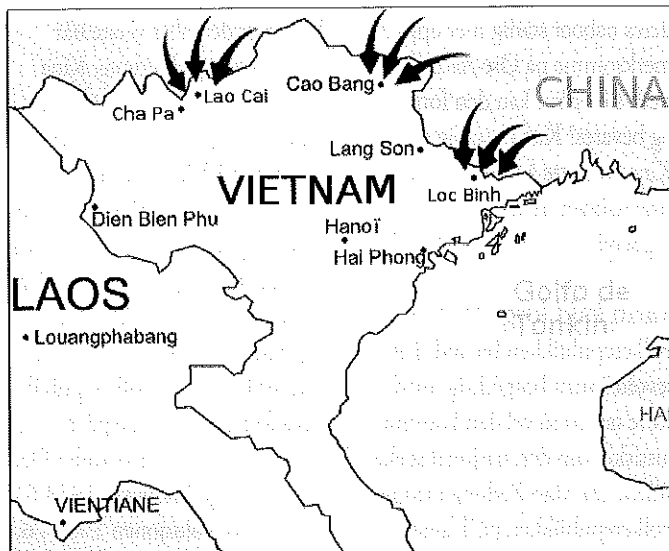 Lao Cai
Cha Pa
Cao Bang
CHINA
Lang Son
VIETNAM
Loc Binh
Dien Bien Phu
Hanoï
Hai Phong
LAOS
Golfo de
Tonkin
Louangphabang
HA
VIENTIANE